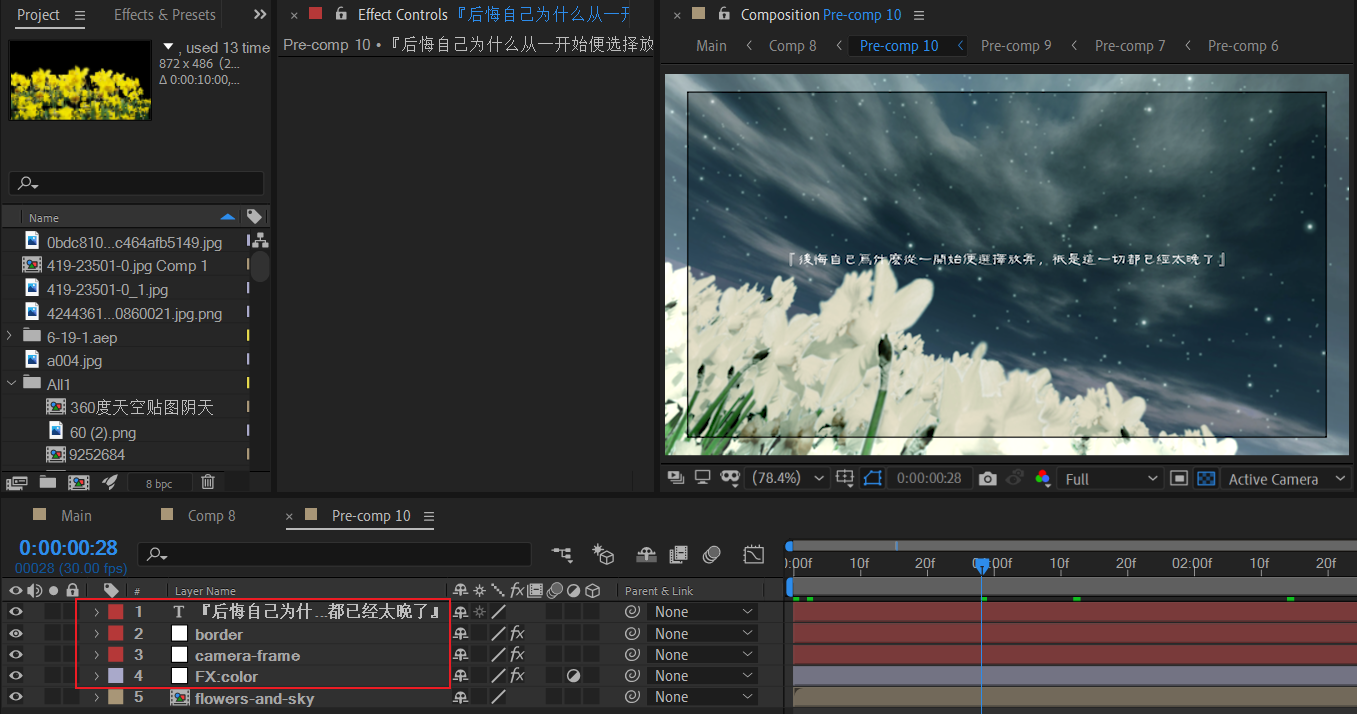 Project
Effects & Presets
, used 13 time
872 x 486 (2...
Δ 0:00:10:00,...
Name
0bdc810...c464afb5149.jpg
419-23501-0.jpg Comp 1
419-23501-0_1.jpg
4244361...0860021.jpg.png
6-19-1.aep
a004.jpg
All1
360度天空贴图阴天
60 (2).png
9252684
8 bpc
Effect Controls 『后悔自己为什么从一开
Pre-comp 10 • 『后悔自己为什么从一开始便选择放
Composition Pre-comp 10
Main
Comp 8
Pre-comp 10
Pre-comp 9
Pre-comp 7
Pre-comp 6
『後悔自己爲什麼從一開始便選擇放弃，祇是這一切都已經太晚了』
(78.4%)
0:00:00:28
Full
Active Camera
Main
Comp 8
Pre-comp 10
0:00:00:28
00028 (30.00 fps)
# Layer Name
Parent & Link
):00f 10f 20f 01:00f 10f 20f 02:00f 10f 20f
1 T 『后悔自己为什...都已经太晚了』 None
2 border fx None
3 camera-frame fx None
4 FX:color fx None
5 flowers-and-sky None